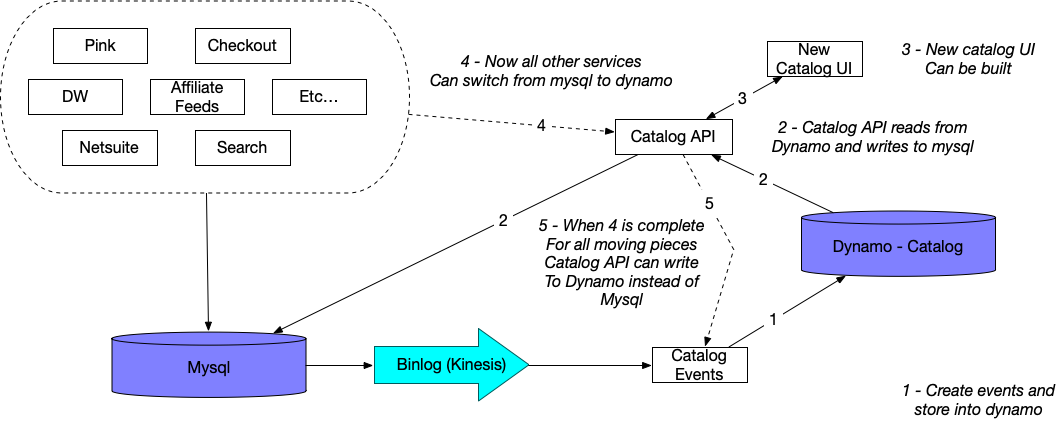 Pink
Checkout
DW
Affiliate
Feeds
Etc...
Netsuite
Search
4 - Now all other services
Can switch from mysql to dynamo
New
Catalog UI
3 - New catalog UI
Can be built
3
4
Catalog API
2 - Catalog API reads from
Dynamo and writes to mysql
2
5
2
5 - When 4 is complete
For all moving pieces
Catalog API can write
To Dynamo instead of
Mysql
Dynamo - Catalog
1
Mysql
Binlog (Kinesis)
Catalog
Events
1 - Create events and
store into dynamo